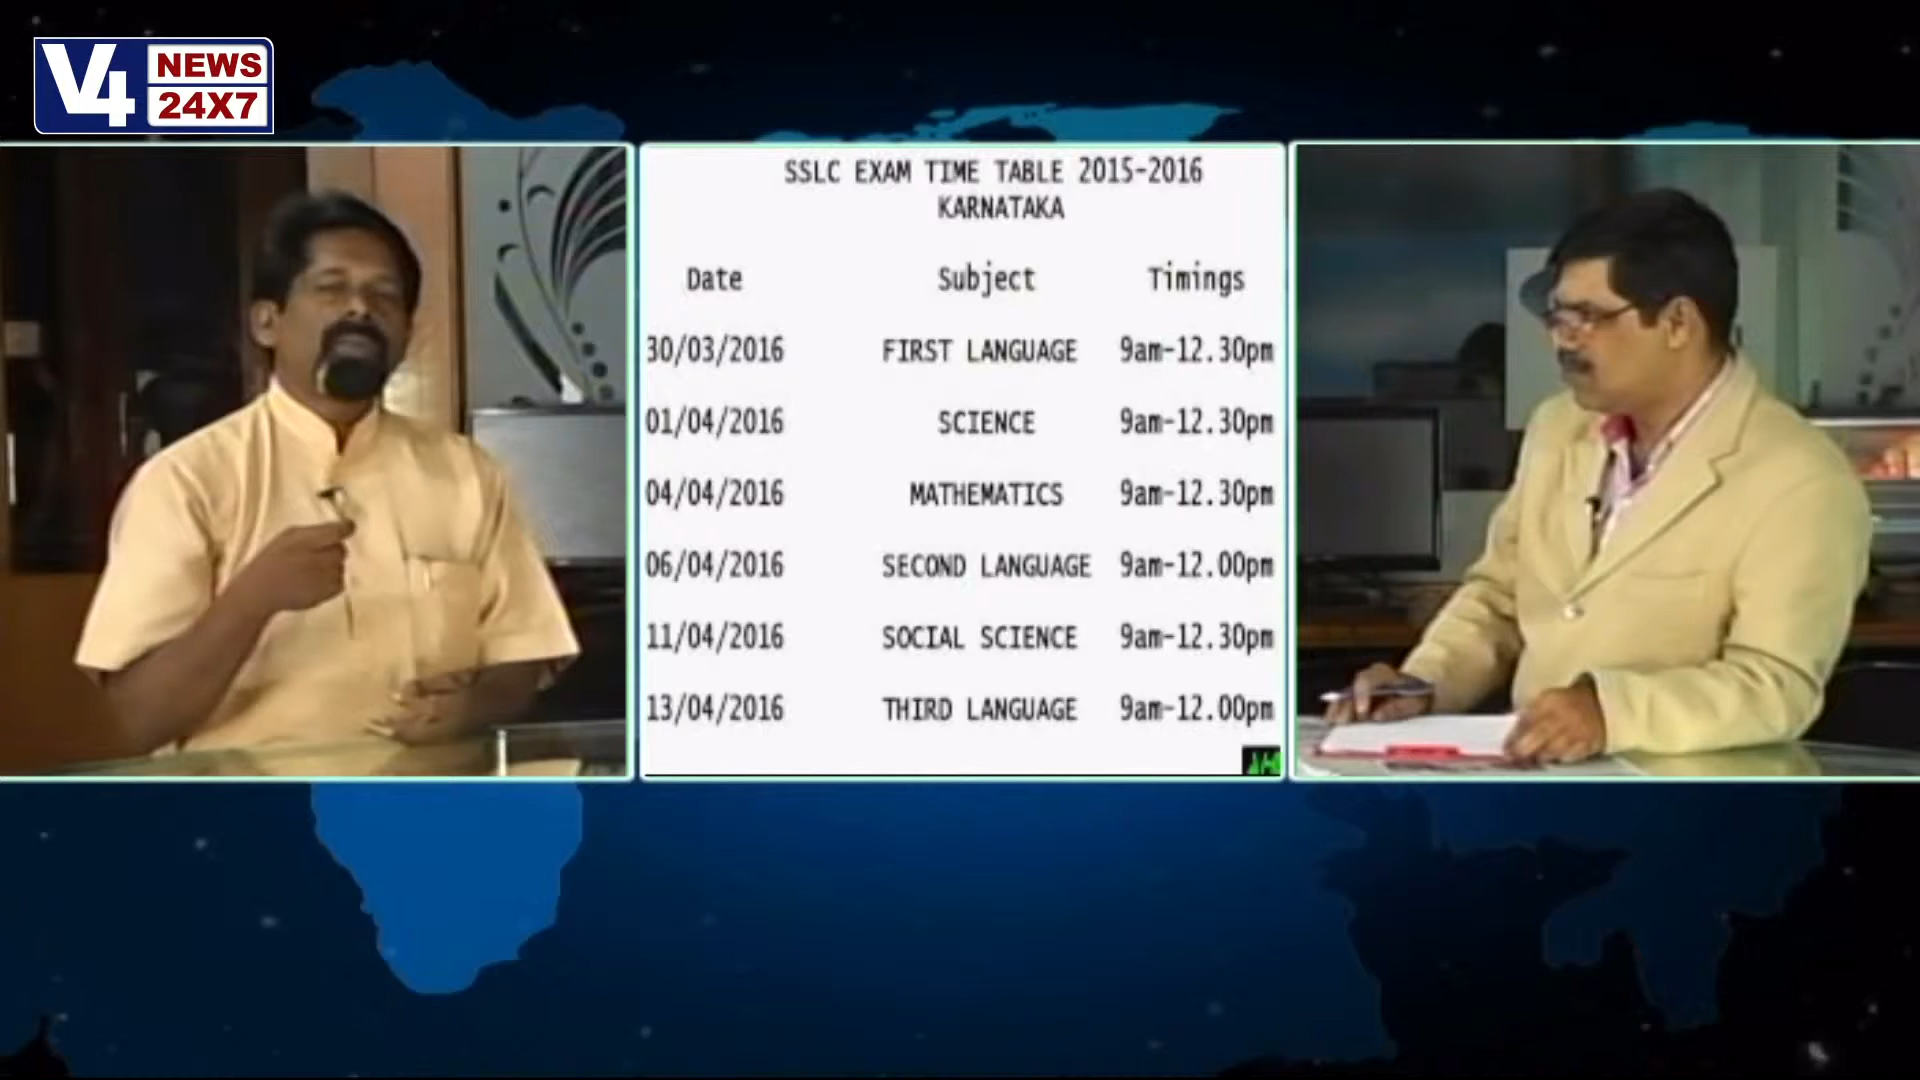 V4 NEWS
24X7
SSLC EXAM TIME TABLE 2015-2016
KARNATAKA
Date Subject Timings
30/03/2016 FIRST LANGUAGE 9am-12.30pm
01/04/2016 SCIENCE 9am-12.30pm
04/04/2016 MATHEMATICS 9am-12.30pm
06/04/2016 SECOND LANGUAGE 9am-12.00pm
11/04/2016 SOCIAL SCIENCE 9am-12.30pm
13/04/2016 THIRD LANGUAGE 9am-12.00pm